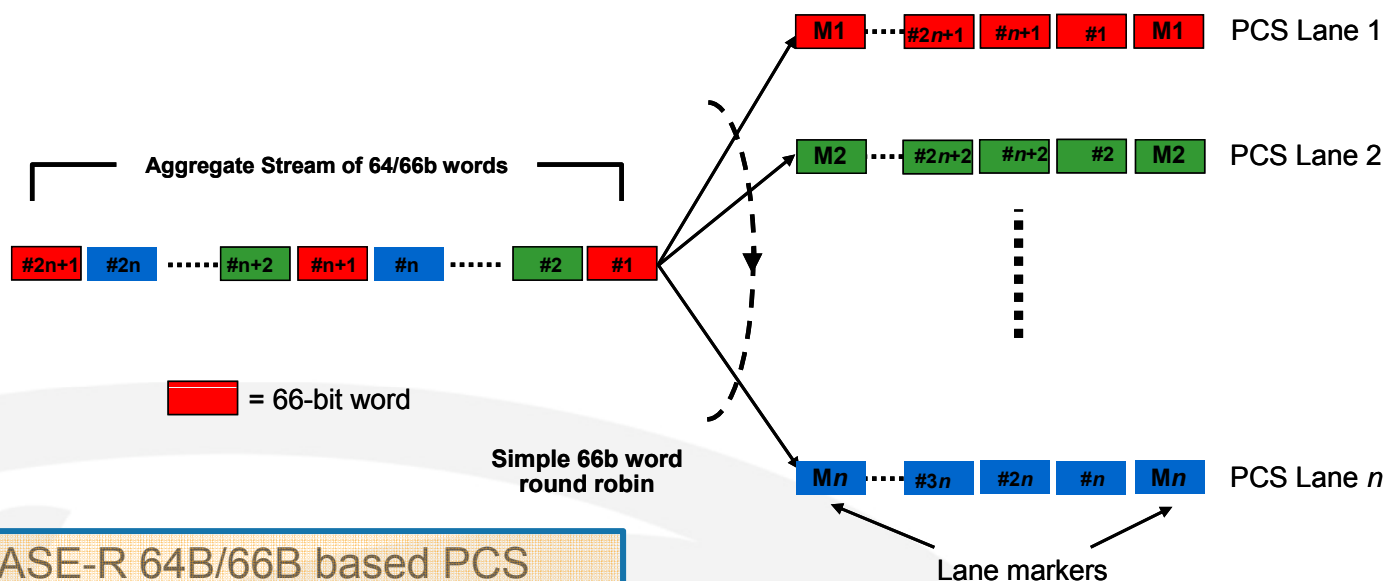 M1 #2n+1 #n+1 #1 M1 PCS Lane 1
M2 #2n+2 #n+2 #2 M2 PCS Lane 2
Aggregate Stream of 64/66b words
#2n+1 #2n #n+2 #n+1 #n #2 #1
= 66-bit word
Simple 66b word
round robin
Mn #3n #2n #n Mn PCS Lane n
ASE-R 64B/66B based PCS
Lane markers